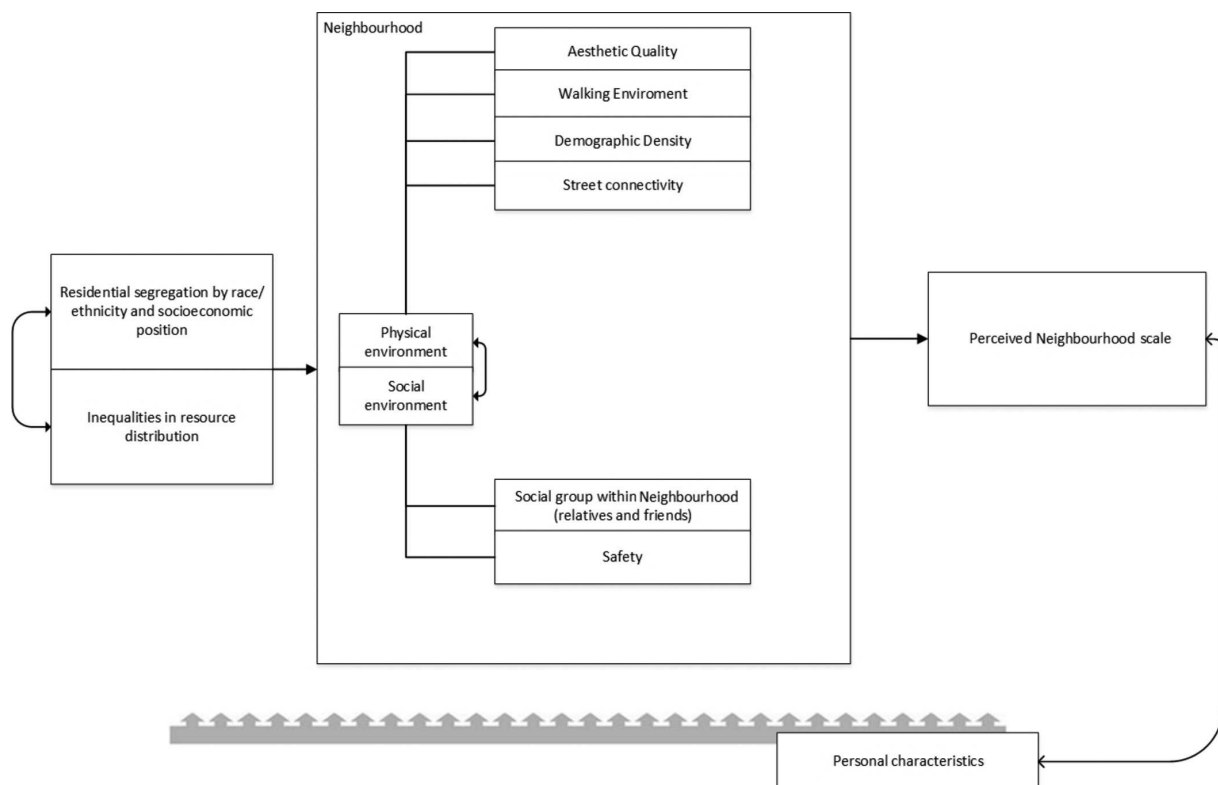 Neighbourhood
Aesthetic Quality
Walking Enviroment
Demographic Density
Street connectivity
Residential segregation by race/
ethnicity and socioeconomic
position
Inequalities in resource
distribution
Physical
environment
Social
environment
Social group within Neighbourhood
(relatives and friends)
Safety
Perceived Neighbourhood scale
Personal characteristics